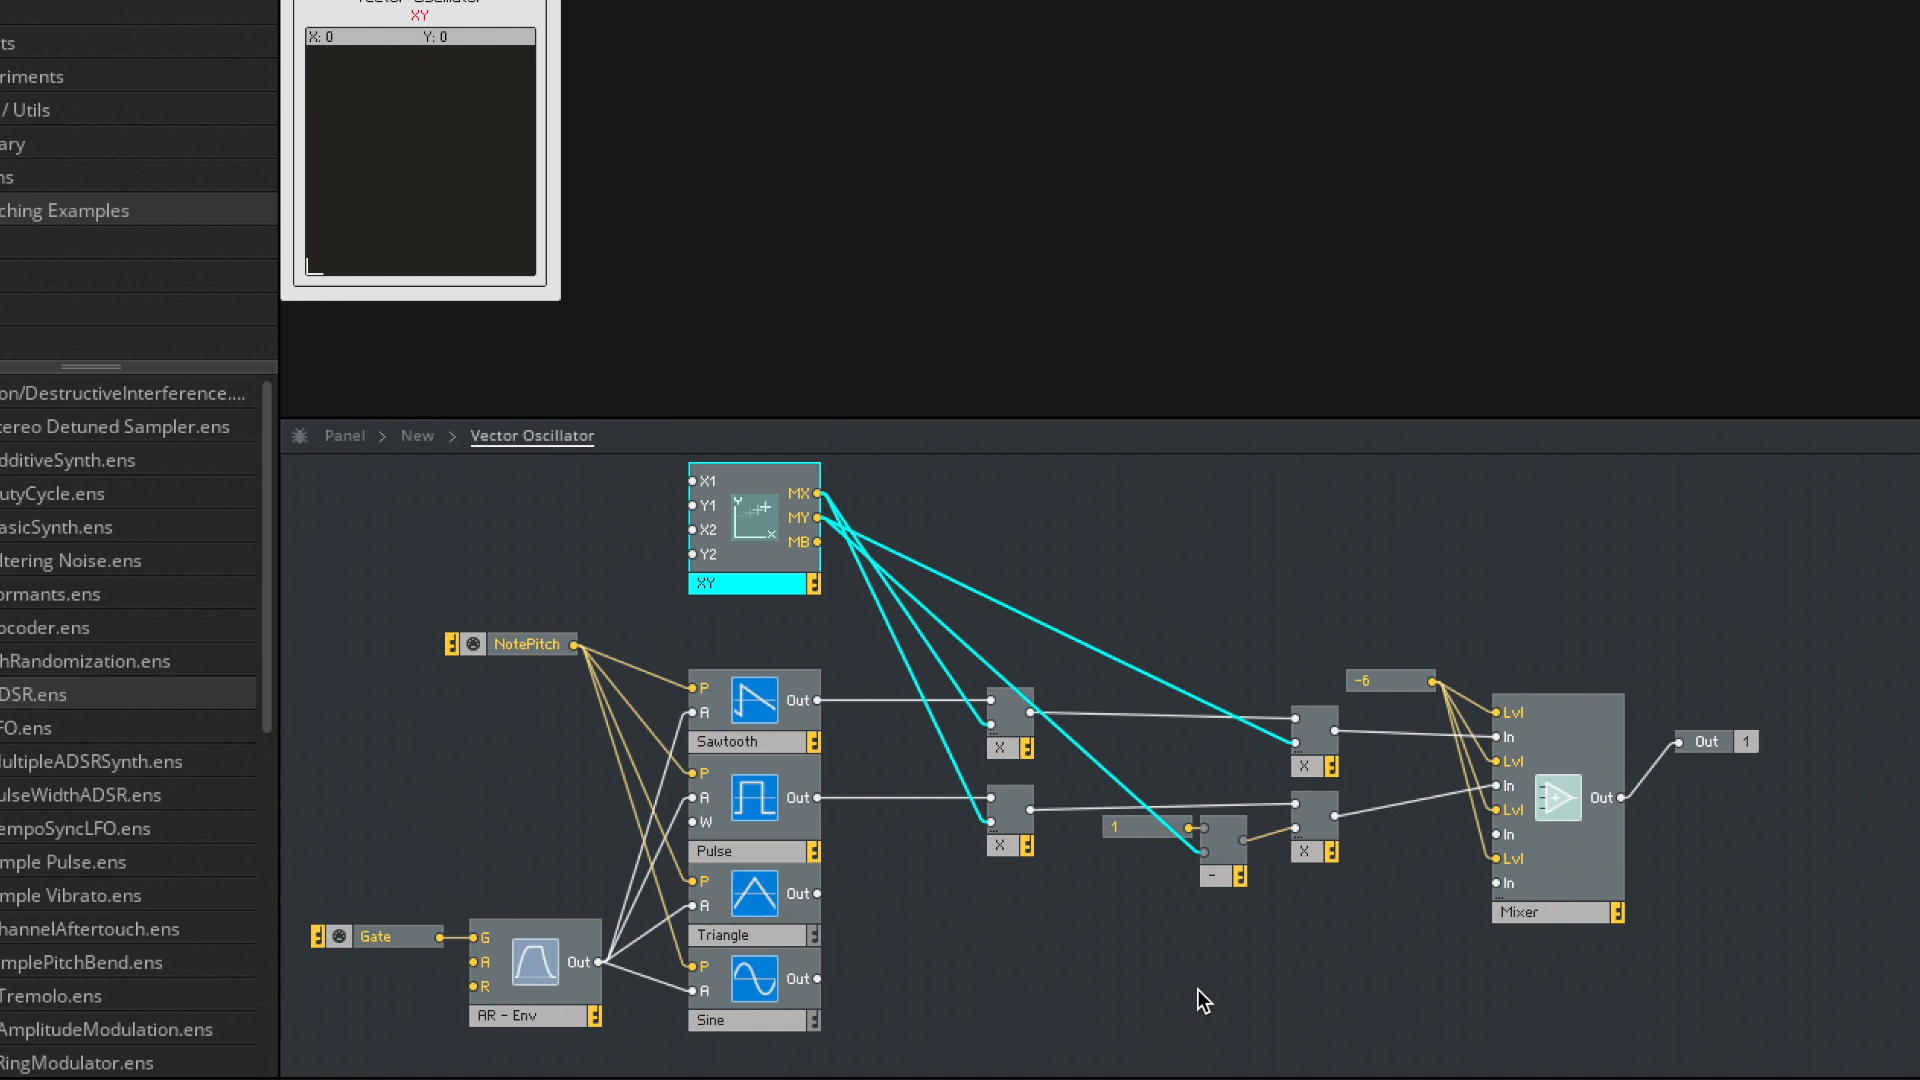 XY
X: 0 Y: 0
ts
riments
/ Utils
ary
ns
ching Examples
on/DestructiveInterference....
tereo Detuned Sampler.ens
dditiveSynth.ens
utyCycle.ens
asicSynth.ens
ltering Noise.ens
ormants.ens
ocoder.ens
hRandomization.ens
DSR.ens
FO.ens
ultipleADSRSynth.ens
ulseWidthADSR.ens
empoSyncLFO.ens
mple Pulse.ens
mple Vibrato.ens
hannelAftertouch.ens
mplePitchBend.ens
Tremolo.ens
AmplitudeModulation.ens
RingModulator.ens
Panel > New > Vector Oscillator
X1
Y1
X2
Y2
Y
X
MX
MY
MB
XY
NotePitch
P
A
Out
Sawtooth
P
A
W
Out
Pulse
P
A
Out
Triangle
P
A
Out
Sine
Gate
G
A
R
Out
AR - Env
X
X
1
-
X
X
-6
Lvl
In
Lvl
In
Lvl
In
Lvl
In
Out
Mixer
Out 1